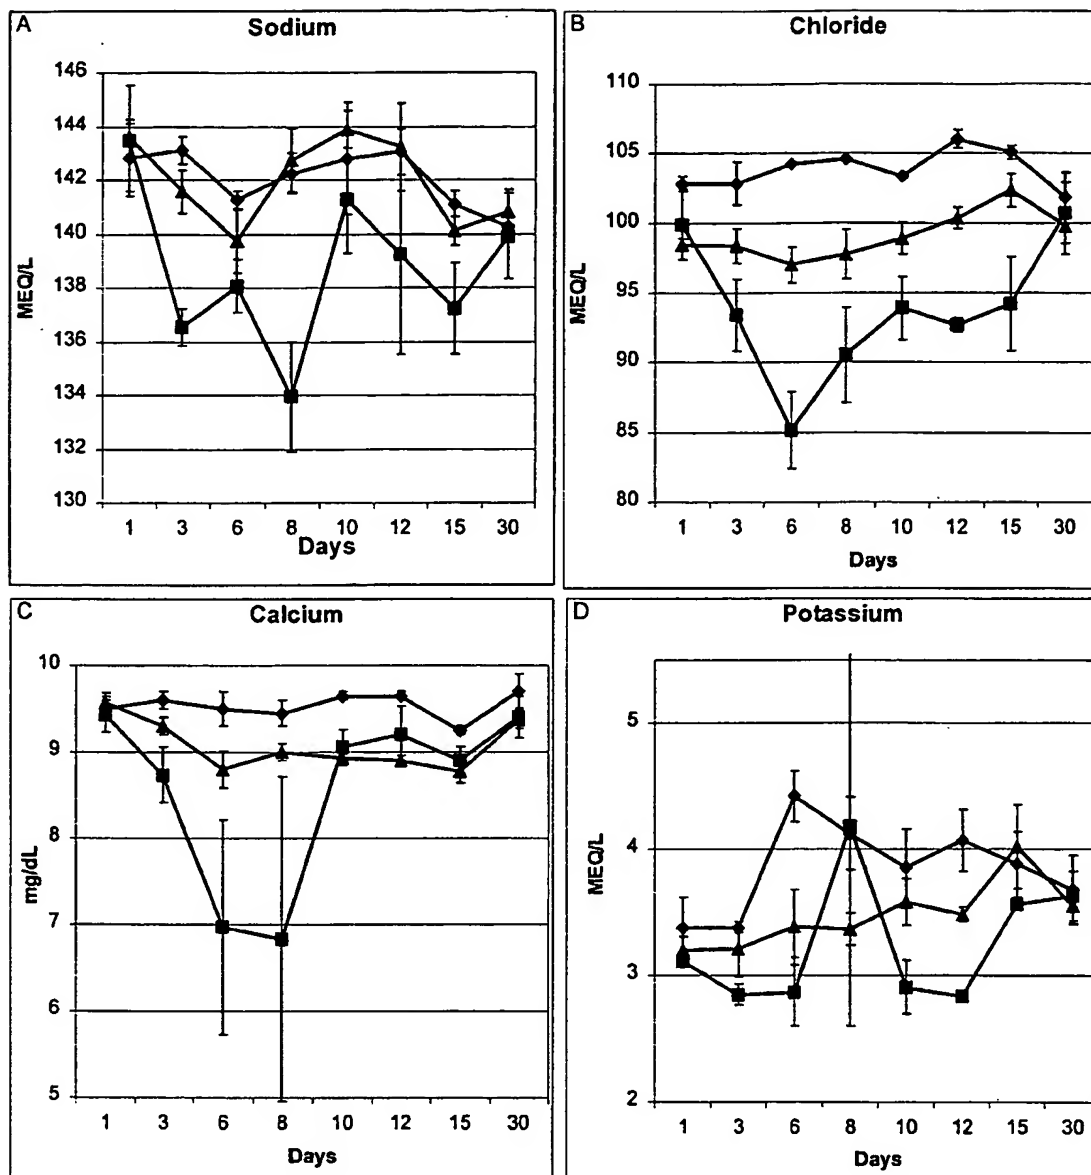 A
Sodium
146
144
142
140
138
136
134
132
130
MEQ/L
1 3 6 8 10 12 15 30
Days
B
Chloride
110
105
100
95
90
85
80
MEQ/L
1 3 6 8 10 12 15 30
Days
C
Calcium
10
9
8
7
6
5
mg/dL
1 3 6 8 10 12 15 30
Days
D
Potassium
5
4
3
2
MEQ/L
1 3 6 8 10 12 15 30
Days